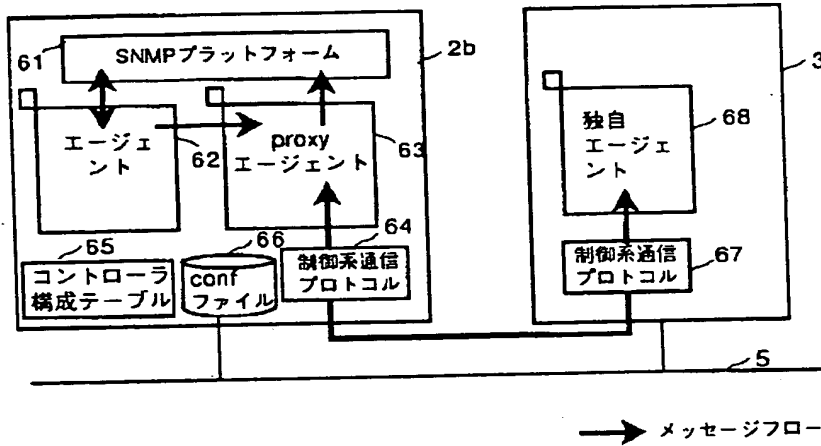 61
SNMPプラットフォーム
2b
3
エージェ
ント
62
proxy
エージェント
63
独自
エージェ
ント
68
65
コントローラ
構成テーブル
66
conf
ファイル
64
制御系通信
プロトコル
制御系通信
プロトコル
67
5
メッセージフロー